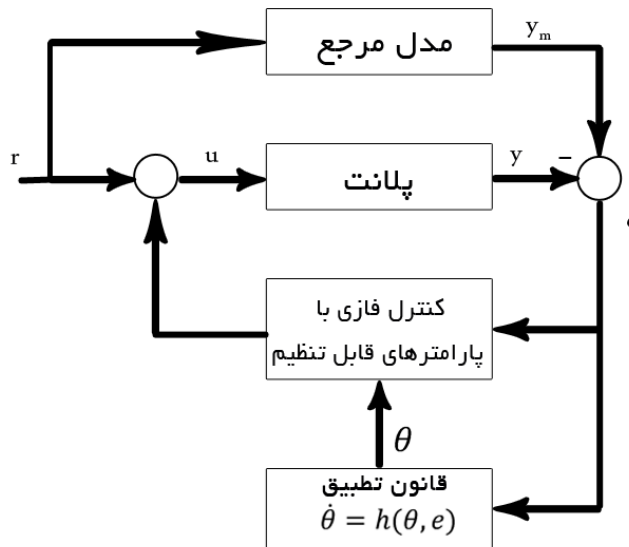 مدل مرجع
y_m
r
u
پلانت
y
−
کنترل فازی با
پارامترهای قابل تنظیم
θ
قانون تطبیق
θ̇ = h(θ, e)